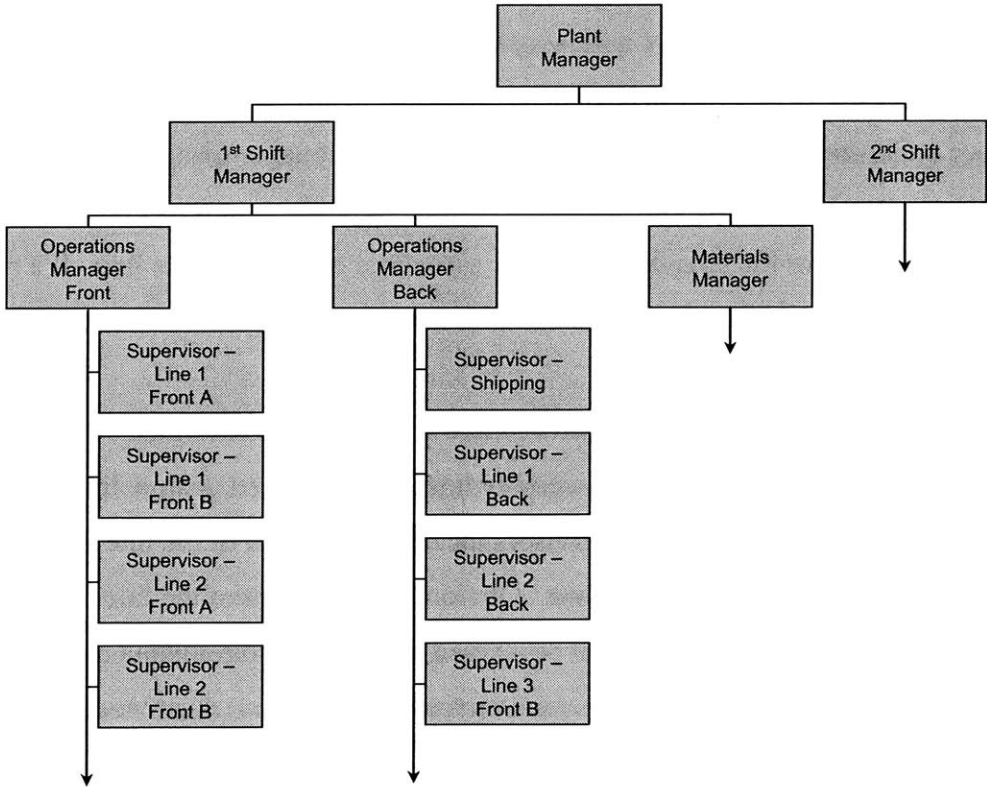 Plant
Manager
1st Shift
Manager
2nd Shift
Manager
Operations
Manager
Front
Operations
Manager
Back
Materials
Manager
Supervisor –
Line 1
Front A
Supervisor –
Line 1
Front B
Supervisor –
Line 2
Front A
Supervisor –
Line 2
Front B
Supervisor –
Shipping
Supervisor –
Line 1
Back
Supervisor –
Line 2
Back
Supervisor –
Line 3
Front B